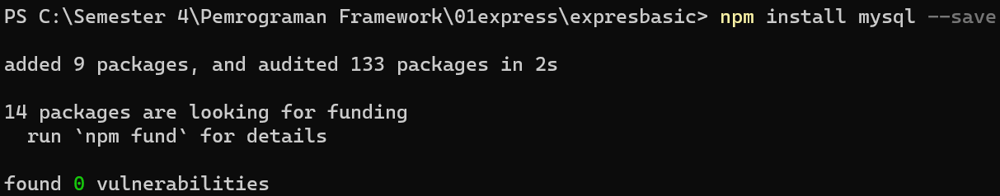 PS C:\Semester 4\Pemrograman Framework\01express\expresbasic> npm install mysql --save
added 9 packages, and audited 133 packages in 2s
14 packages are looking for funding
  run `npm fund` for details
found 0 vulnerabilities